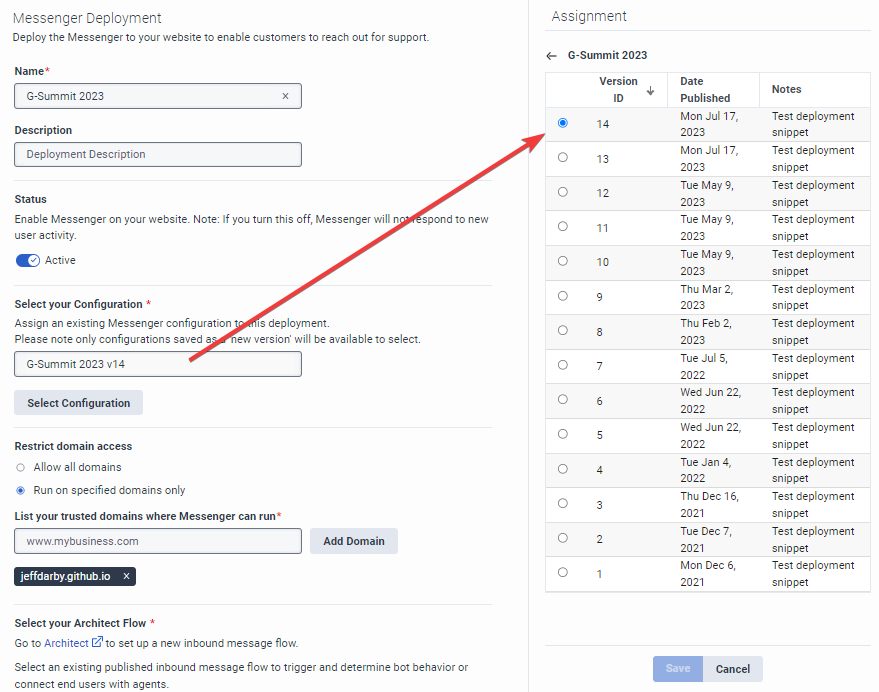 Messenger Deployment
Deploy the Messenger to your website to enable customers to reach out for support.
Name*
G-Summit 2023 ×
Description
Deployment Description
Status
Enable Messenger on your website. Note: If you turn this off, Messenger will not respond to new
user activity.
Active
Select your Configuration *
Assign an existing Messenger configuration to this deployment.
Please note only configurations saved as a 'new version' will be available to select.
G-Summit 2023 v14
Select Configuration
Restrict domain access
Allow all domains
Run on specified domains only
List your trusted domains where Messenger can run*
www.mybusiness.com Add Domain
jeffdarby.github.io ×
Select your Architect Flow *
Go to Architect to set up a new inbound message flow.
Select an existing published inbound message flow to trigger and determine bot behavior or
connect end users with agents.
Assignment
← G-Summit 2023
Version Date
ID ↓ Published Notes
14 Mon Jul 17, Test deployment
2023 snippet
13 Mon Jul 17, Test deployment
2023 snippet
12 Tue May 9, Test deployment
2023 snippet
11 Tue May 9, Test deployment
2023 snippet
10 Tue May 9, Test deployment
2023 snippet
9 Thu Mar 2, Test deployment
2023 snippet
8 Thu Feb 2, Test deployment
2023 snippet
7 Tue Jul 5, Test deployment
2022 snippet
6 Wed Jun 22, Test deployment
2022 snippet
5 Wed Jun 22, Test deployment
2022 snippet
4 Tue Jan 4, Test deployment
2022 snippet
3 Thu Dec 16, Test deployment
2021 snippet
2 Tue Dec 7, Test deployment
2021 snippet
1 Mon Dec 6, Test deployment
2021 snippet
Save Cancel